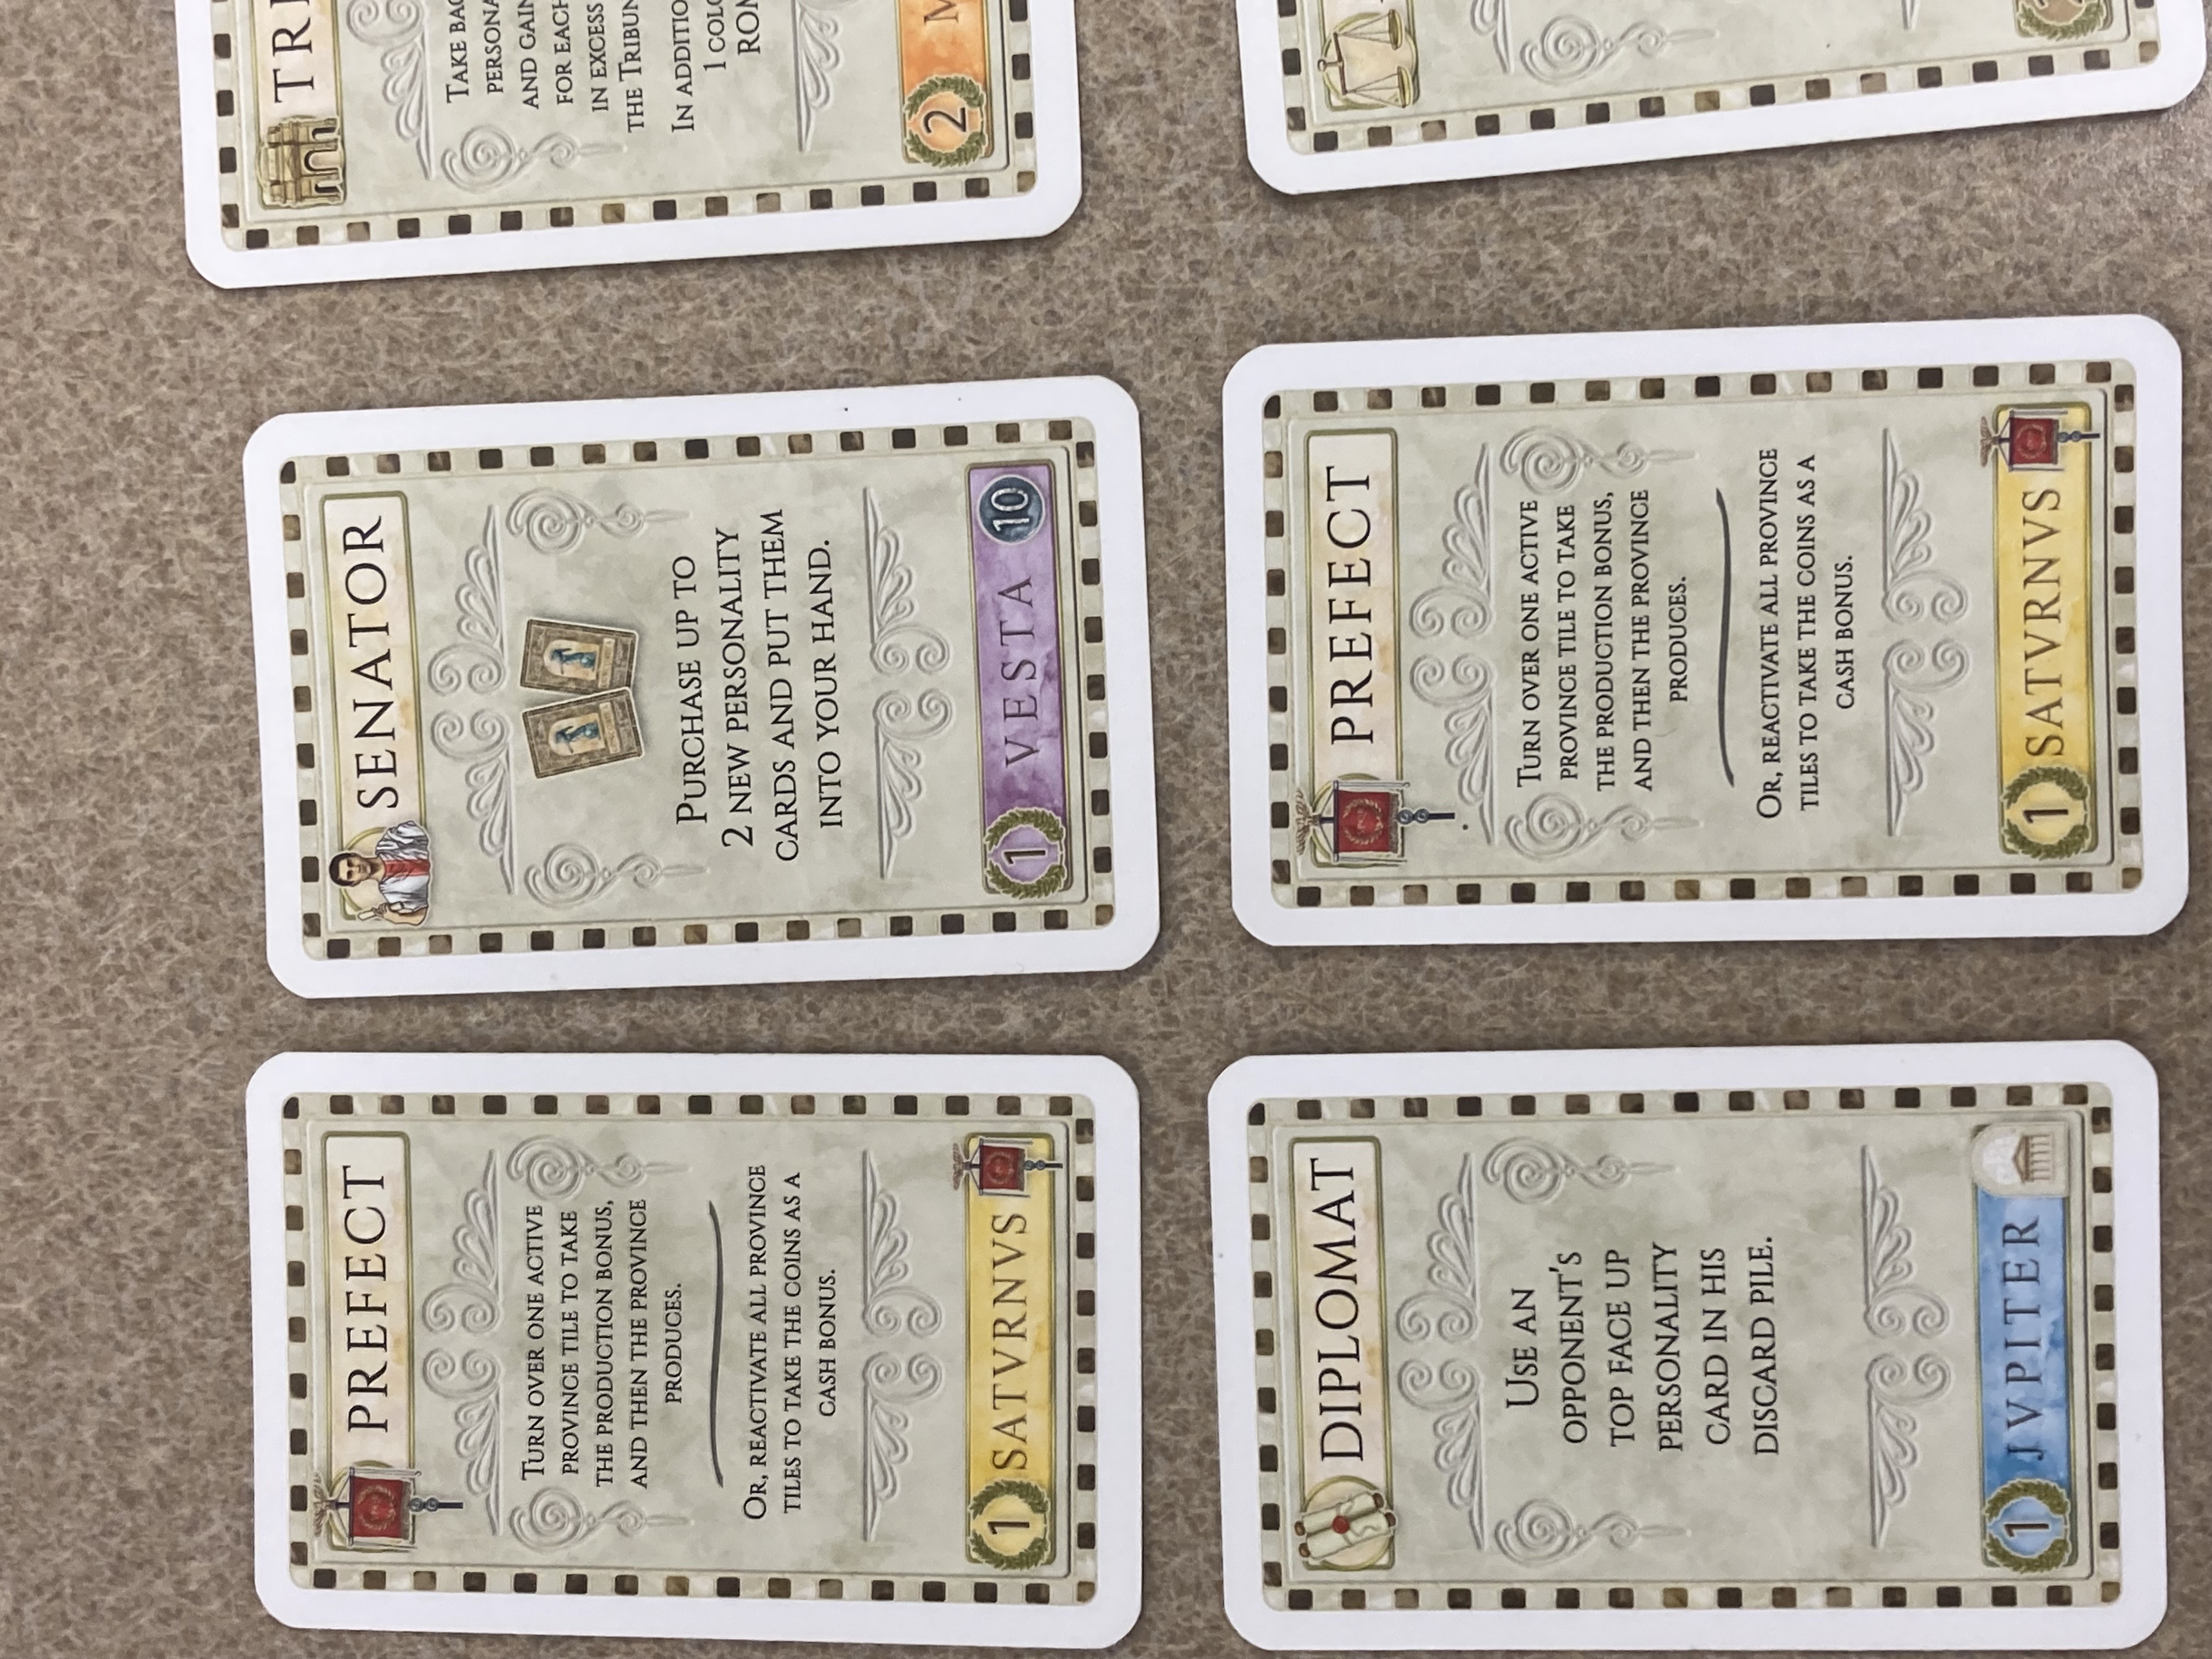 PREFECT
TURN OVER ONE ACTIVE
PROVINCE TILE TO TAKE
THE PRODUCTION BONUS,
AND THEN THE PROVINCE
PRODUCES.
OR, REACTIVATE ALL PROVINCE
TILES TO TAKE THE COINS AS A
CASH BONUS.
1 SATVRNVS
SENATOR
PURCHASE UP TO
2 NEW PERSONALITY
CARDS AND PUT THEM
INTO YOUR HAND.
1 VESTA 10
TAKE
PERSONA
AND GAIN
FOR EACH
IN EXCESS
THE TRIBUN
IN ADDITIO
1 COLO
ROM
2 M
DIPLOMAT
USE AN
OPPONENT'S
TOP FACE UP
PERSONALITY
CARD IN HIS
DISCARD PILE.
1 JVPITER
PREFECT
TURN OVER ONE ACTIVE
PROVINCE TILE TO TAKE
THE PRODUCTION BONUS,
AND THEN THE PROVINCE
PRODUCES.
OR, REACTIVATE ALL PROVINCE
TILES TO TAKE THE COINS AS A
CASH BONUS.
1 SATVRNVS